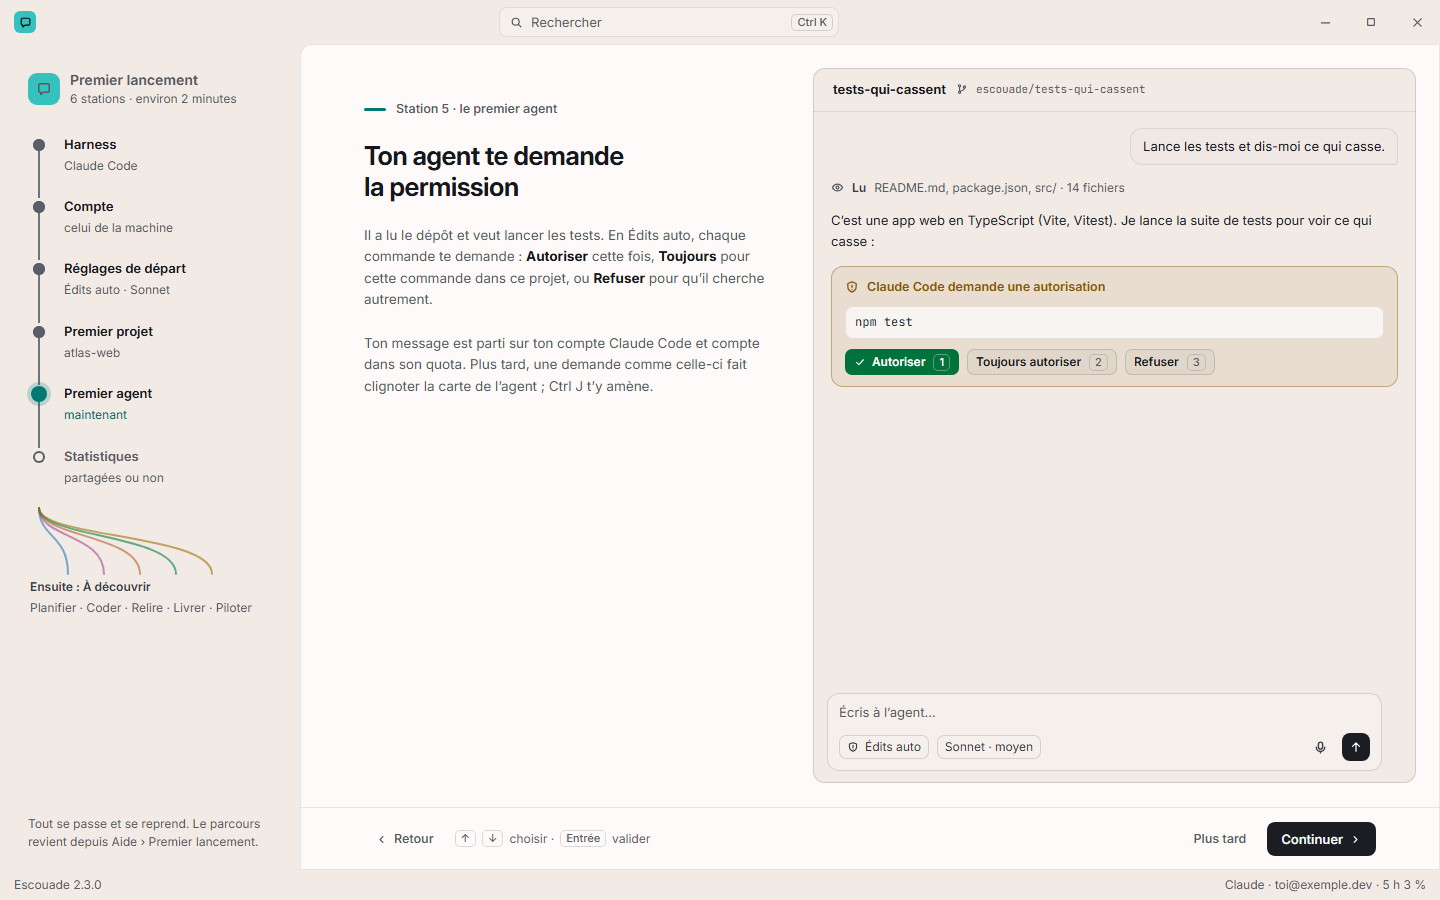 Rechercher
Ctrl K
Premier lancement
6 stations · environ 2 minutes
Harness
Claude Code
Compte
celui de la machine
Réglages de départ
Édits auto · Sonnet
Premier projet
atlas-web
Premier agent
maintenant
Statistiques
partagées ou non
Ensuite : À découvrir
Planifier · Coder · Relire · Livrer · Piloter
Tout se passe et se reprend. Le parcours
revient depuis Aide › Premier lancement.
Station 5 · le premier agent
Ton agent te demande
la permission
Il a lu le dépôt et veut lancer les tests. En Édits auto, chaque
commande te demande : Autoriser cette fois, Toujours pour
cette commande dans ce projet, ou Refuser pour qu’il cherche
autrement.
Ton message est parti sur ton compte Claude Code et compte
dans son quota. Plus tard, une demande comme celle-ci fait
clignoter la carte de l’agent ; Ctrl J t’y amène.
tests-qui-cassent escouade/tests-qui-cassent
Lance les tests et dis-moi ce qui casse.
Lu README.md, package.json, src/ · 14 fichiers
C’est une app web en TypeScript (Vite, Vitest). Je lance la suite de tests pour voir ce qui
casse :
Claude Code demande une autorisation
npm test
Autoriser 1 Toujours autoriser 2 Refuser 3
Écris à l’agent…
Édits auto Sonnet · moyen
Retour ↑ ↓ choisir · Entrée valider
Plus tard Continuer
Escouade 2.3.0
Claude · toi@exemple.dev · 5 h 3 %